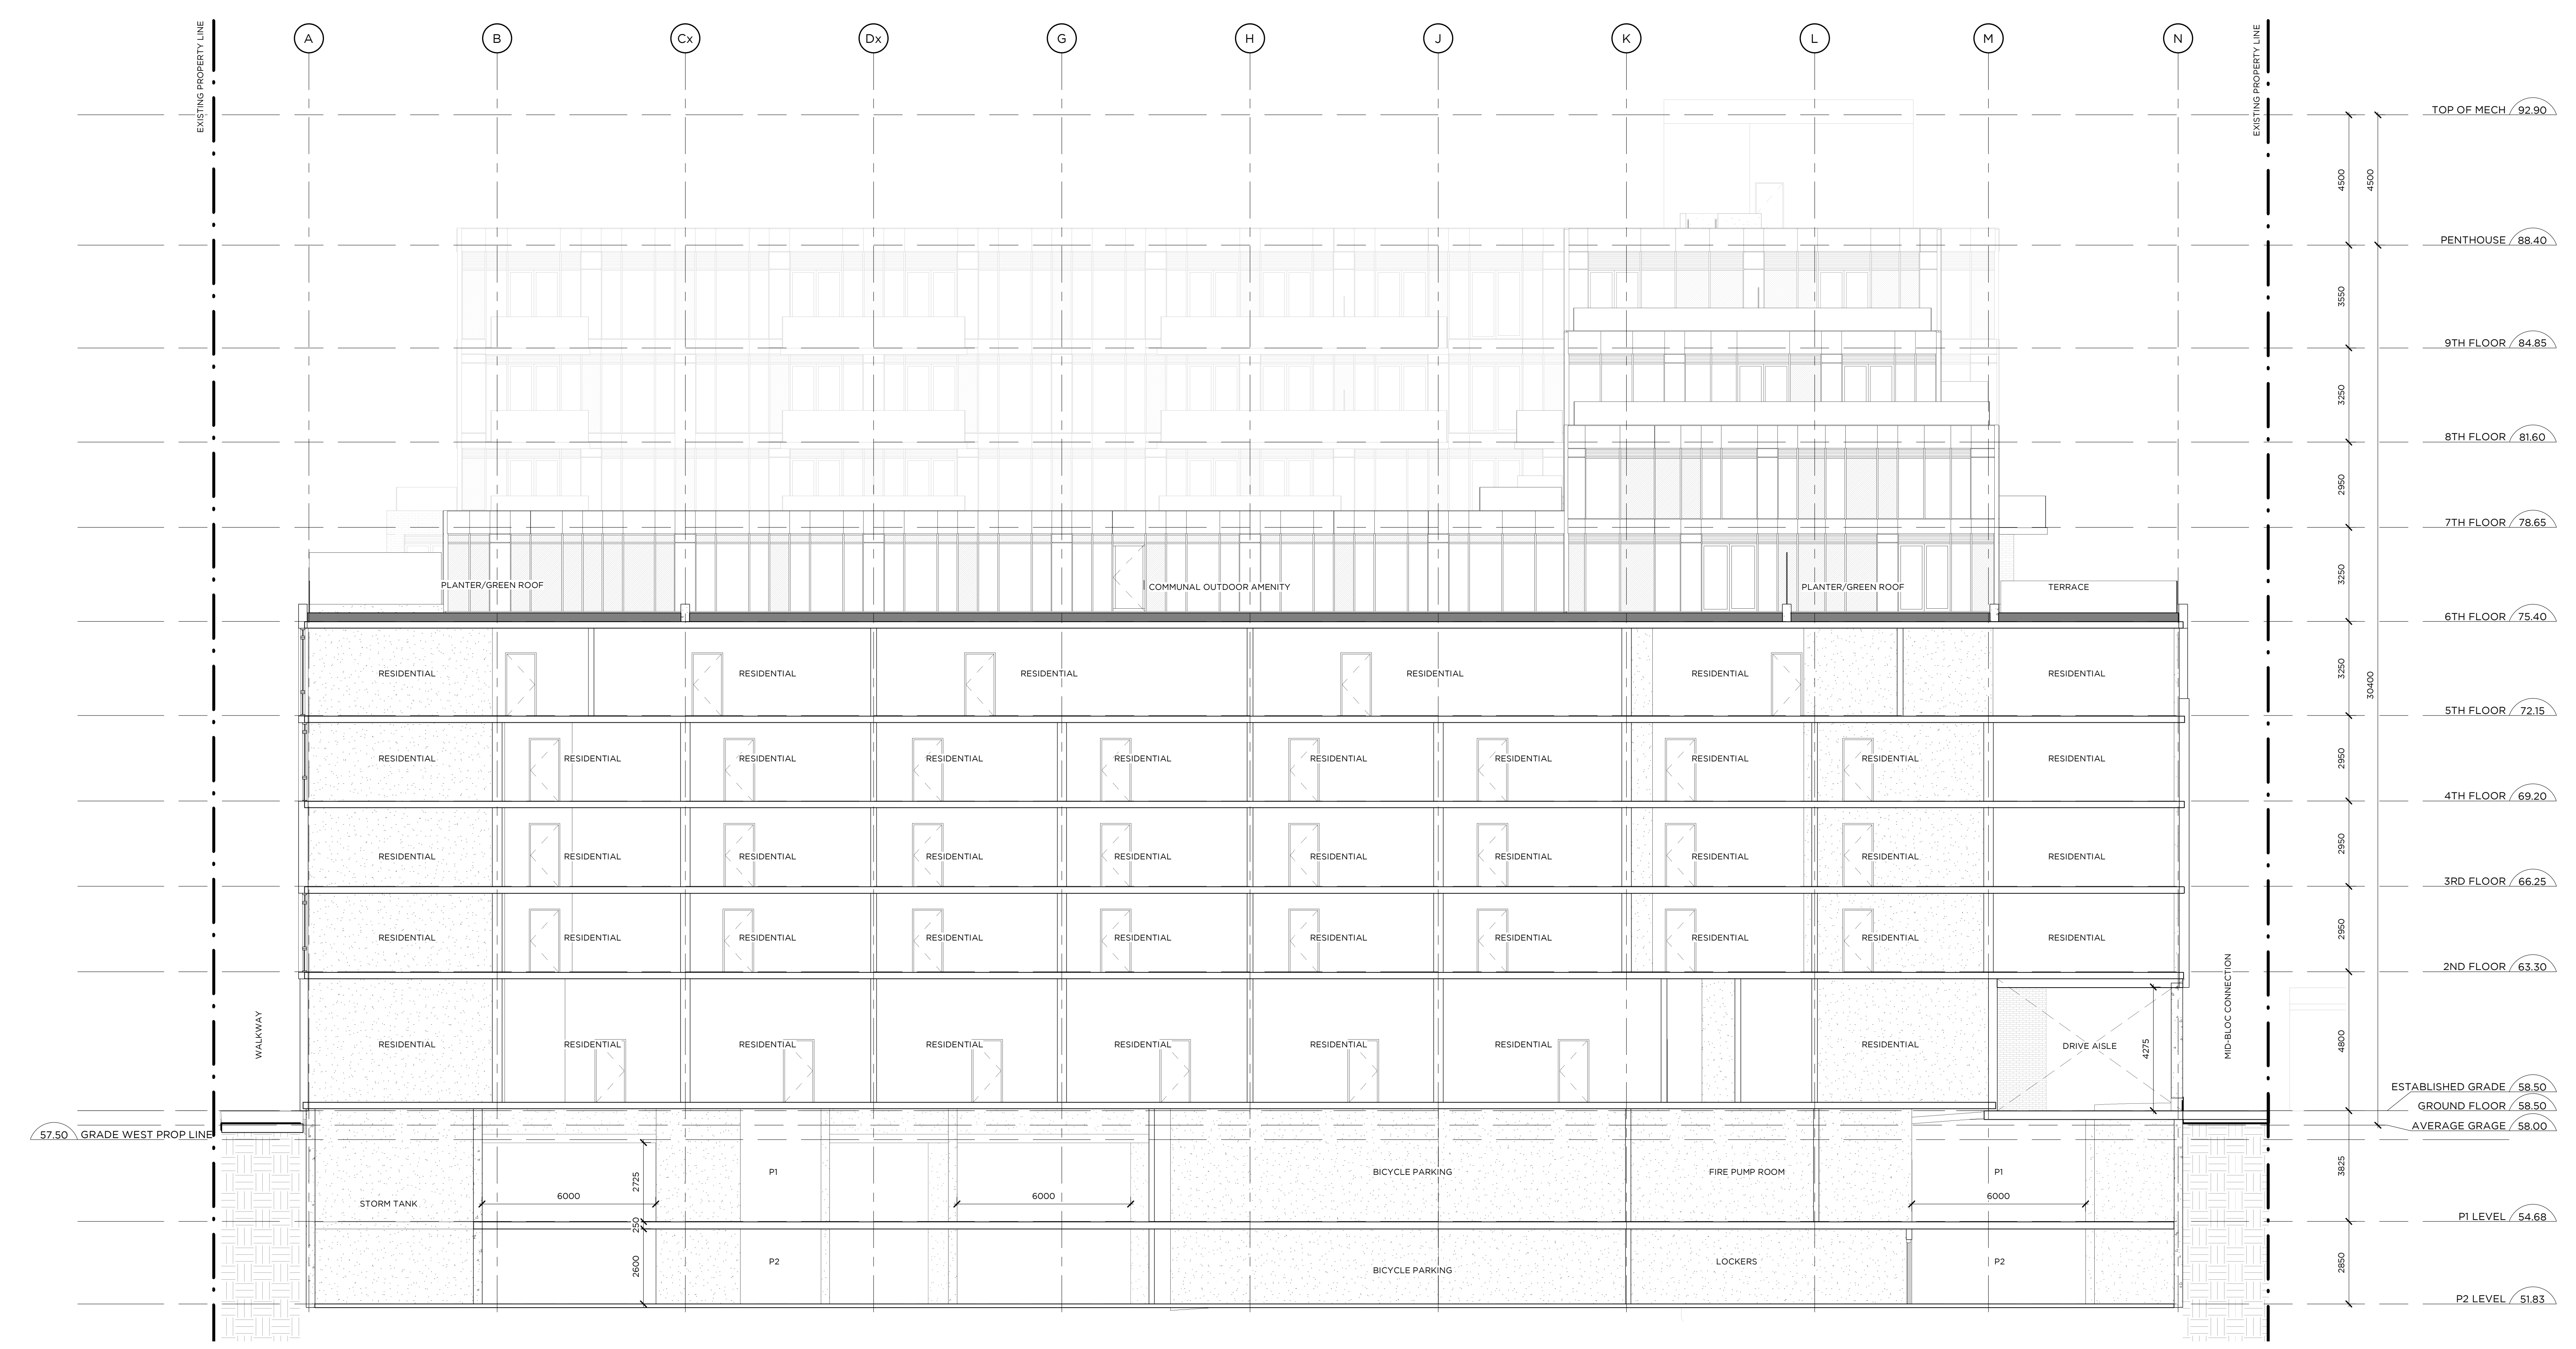 EXISTING PROPERTY LINE
A B Cx Dx G H J K L M N
EXISTING PROPERTY LINE
TOP OF MECH 92.90
4500 4500
PENTHOUSE 88.40
3550
9TH FLOOR 84.85
3250
8TH FLOOR 81.60
2950
7TH FLOOR 78.65
3250
PLANTER/GREEN ROOF COMMUNAL OUTDOOR AMENITY PLANTER/GREEN ROOF TERRACE
6TH FLOOR 75.40
RESIDENTIAL RESIDENTIAL RESIDENTIAL RESIDENTIAL RESIDENTIAL RESIDENTIAL
3250
30400
5TH FLOOR 72.15
RESIDENTIAL RESIDENTIAL RESIDENTIAL RESIDENTIAL RESIDENTIAL RESIDENTIAL RESIDENTIAL RESIDENTIAL RESIDENTIAL RESIDENTIAL
2950
4TH FLOOR 69.20
RESIDENTIAL RESIDENTIAL RESIDENTIAL RESIDENTIAL RESIDENTIAL RESIDENTIAL RESIDENTIAL RESIDENTIAL RESIDENTIAL RESIDENTIAL
2950
3RD FLOOR 66.25
RESIDENTIAL RESIDENTIAL RESIDENTIAL RESIDENTIAL RESIDENTIAL RESIDENTIAL RESIDENTIAL RESIDENTIAL RESIDENTIAL RESIDENTIAL
2950
2ND FLOOR 63.30
WALKWAY
RESIDENTIAL RESIDENTIAL RESIDENTIAL RESIDENTIAL RESIDENTIAL RESIDENTIAL RESIDENTIAL RESIDENTIAL DRIVE AISLE 4275
MID-BLOC CONNECTION
4800
ESTABLISHED GRADE 58.50
GROUND FLOOR 58.50
AVERAGE GRAGE 58.00
57.50 GRADE WEST PROP LINE
P1 BICYCLE PARKING FIRE PUMP ROOM P1
3825
2725
6000 6000 6000
STORM TANK
P1 LEVEL 54.68
250
P2 LOCKERS P2
2850
2600
BICYCLE PARKING
P2 LEVEL 51.83